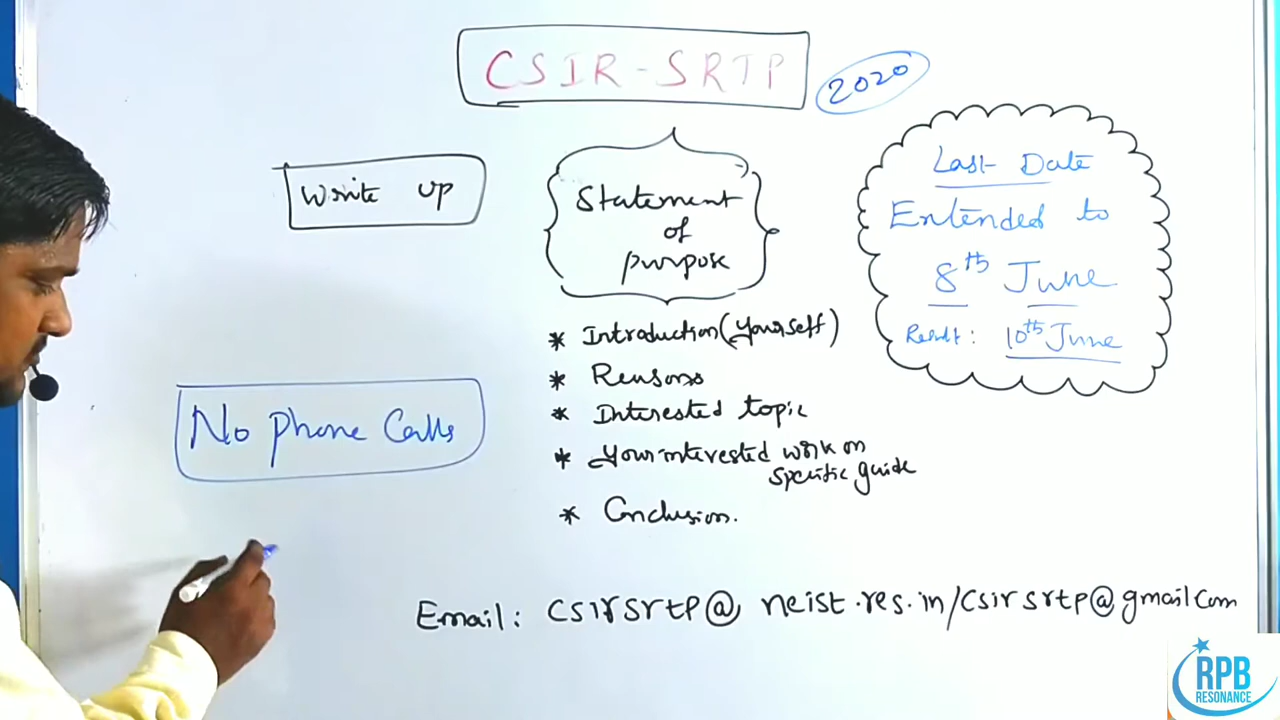 CSIR-SRTP
2020
Write up
Statement
of
purpose
Last Date
Entended to
8th June
Result: 10th June
* Introduction (yourself)
* Reasons
* Interested topic
* Your interested work on
specific guide
* Conclusion.
No Phone Calls
Email: csirsrtp@ neist.res.in/csirsrtp@gmail.com
RPB
RESONANCE